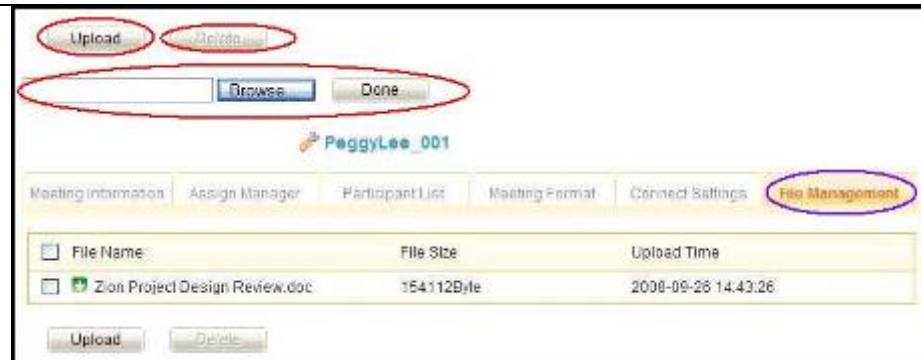 Upload Delete
Browse... Done
PeggyLee_001
Meeting Information Assign Manager Participant List Meeting Format Connect Settings File Management
File Name File Size Upload Time
Zion Project Design Review.doc 154112Byte 2008-09-26 14:43:26
Upload Delete